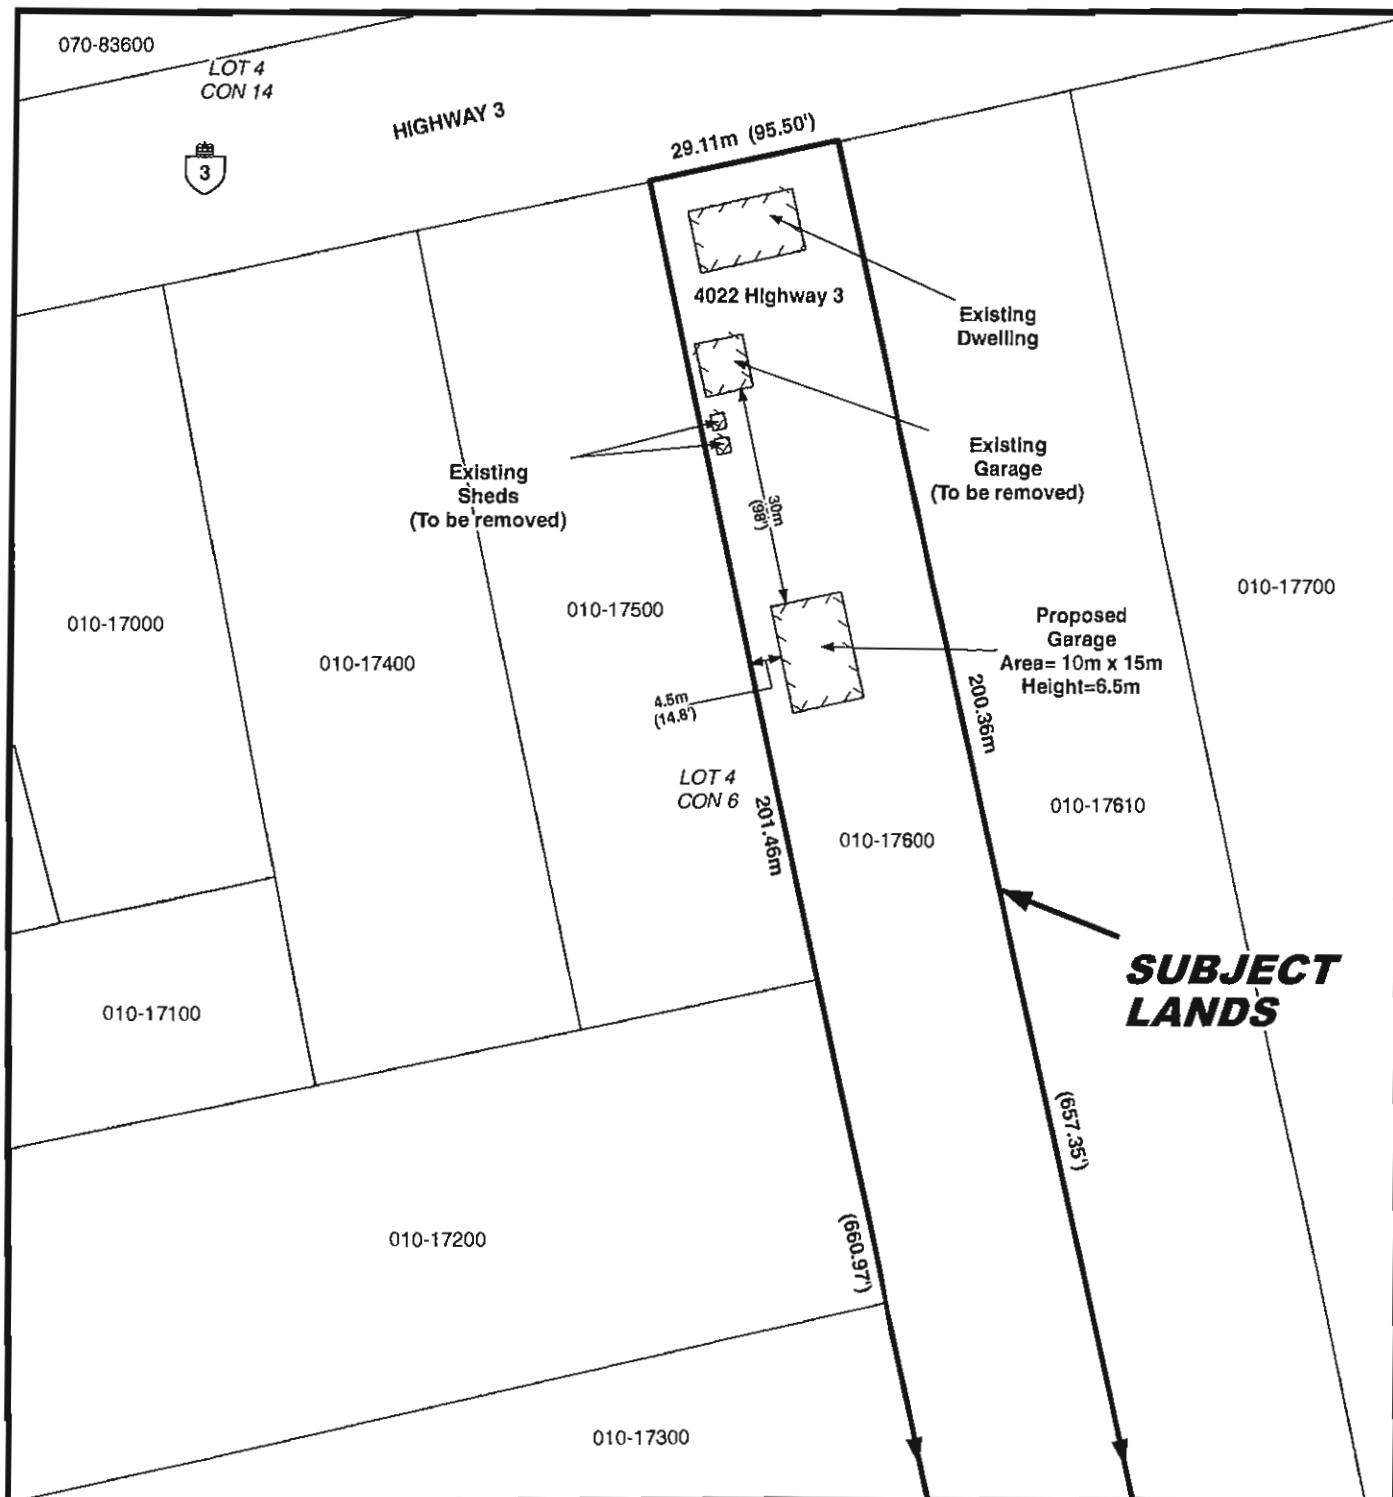 070-83600
LOT 4
CON 14
HIGHWAY 3
3
29.11m (95.50')
4022 Highway 3
Existing
Dwelling
Existing
Garage
(To be removed)
Existing
Sheds
(To be removed)
30m
(98')
010-17000
010-17400
010-17500
010-17700
Proposed
Garage
Area= 10m x 15m
Height=6.5m
4.5m
(14.8')
200.36m
LOT 4
CON 6
201.46m
010-17600
010-17610
SUBJECT
LANDS
010-17100
(657.35')
010-17200
(660.97')
010-17300